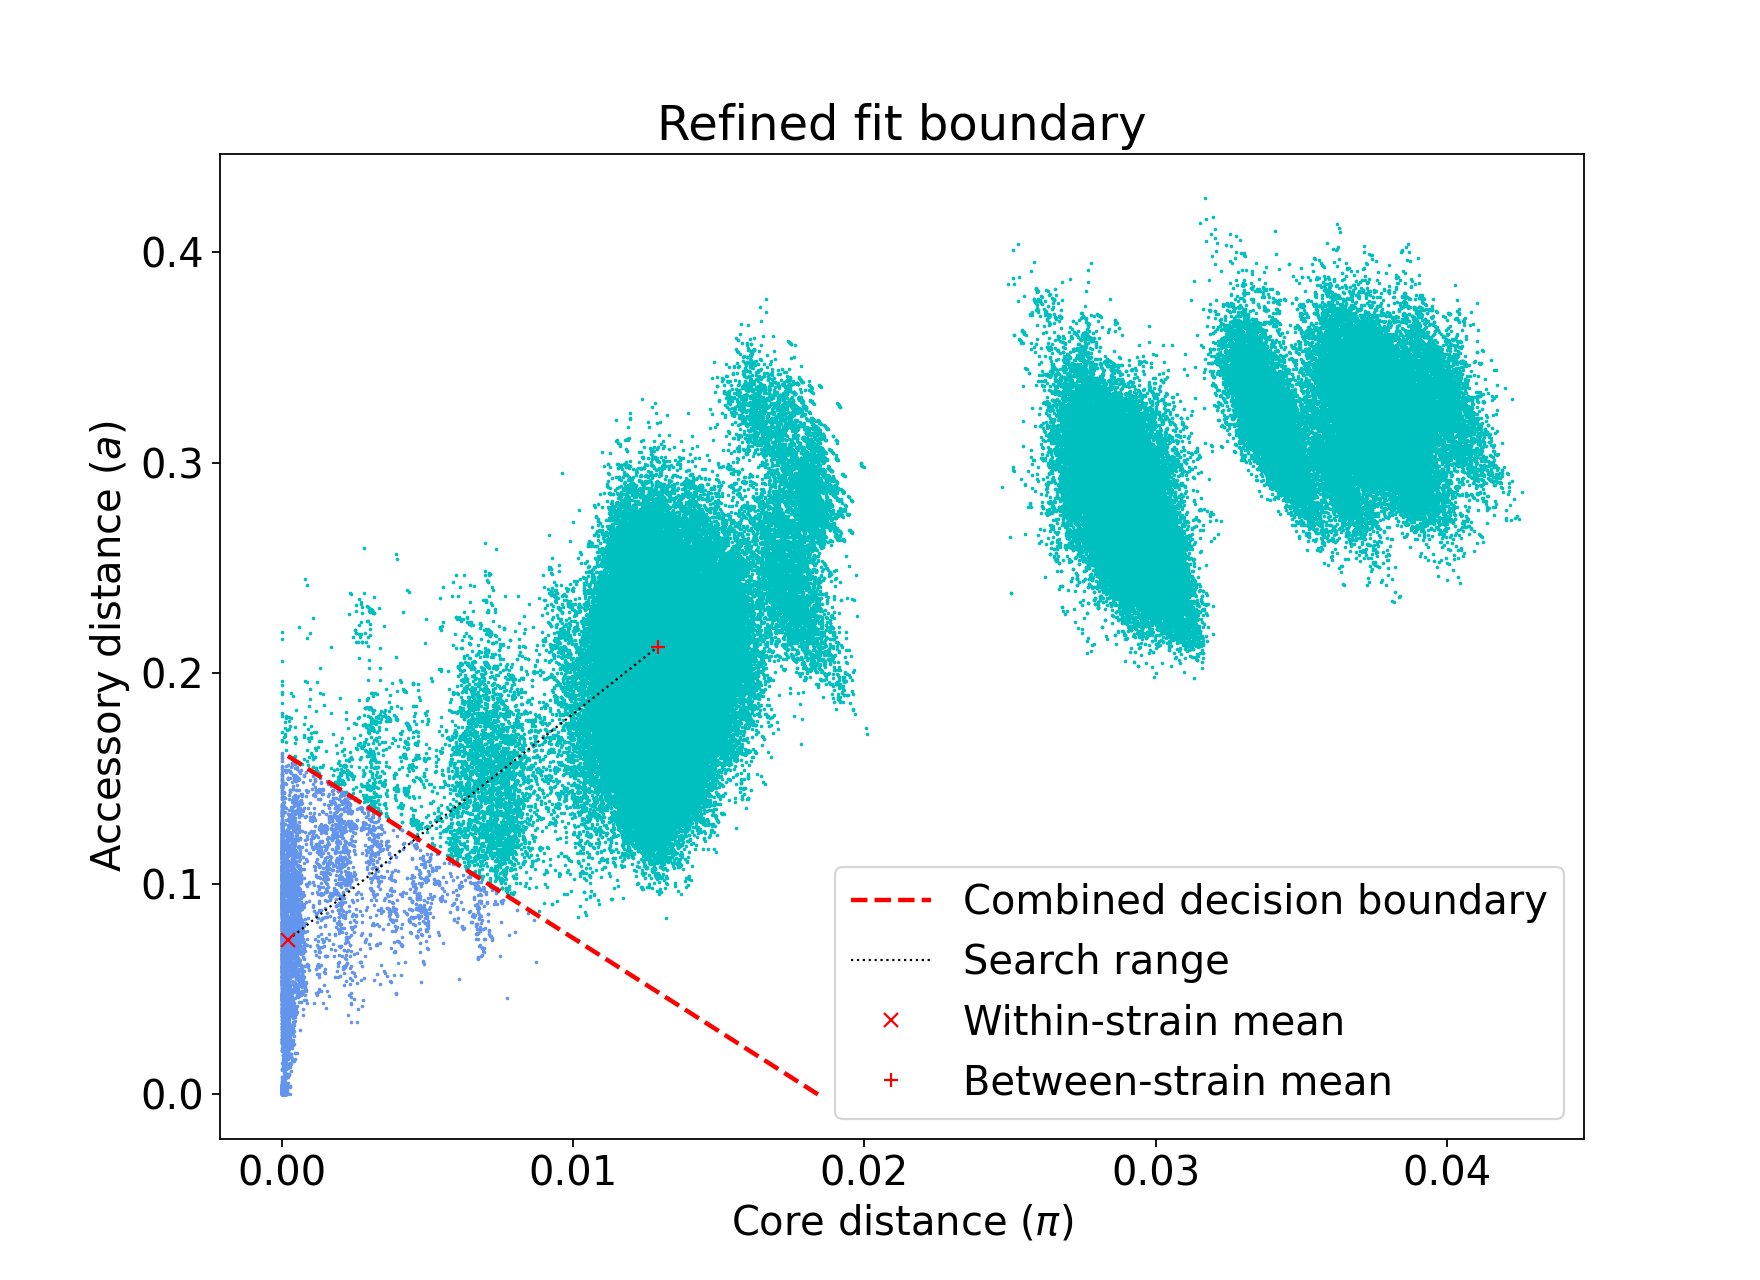 Refined fit boundary
Accessory distance (a)
0.4
0.3
0.2
0.1
0.0
Combined decision boundary
Search range
Within-strain mean
Between-strain mean
0.00 0.01 0.02 0.03 0.04
Core distance (π)